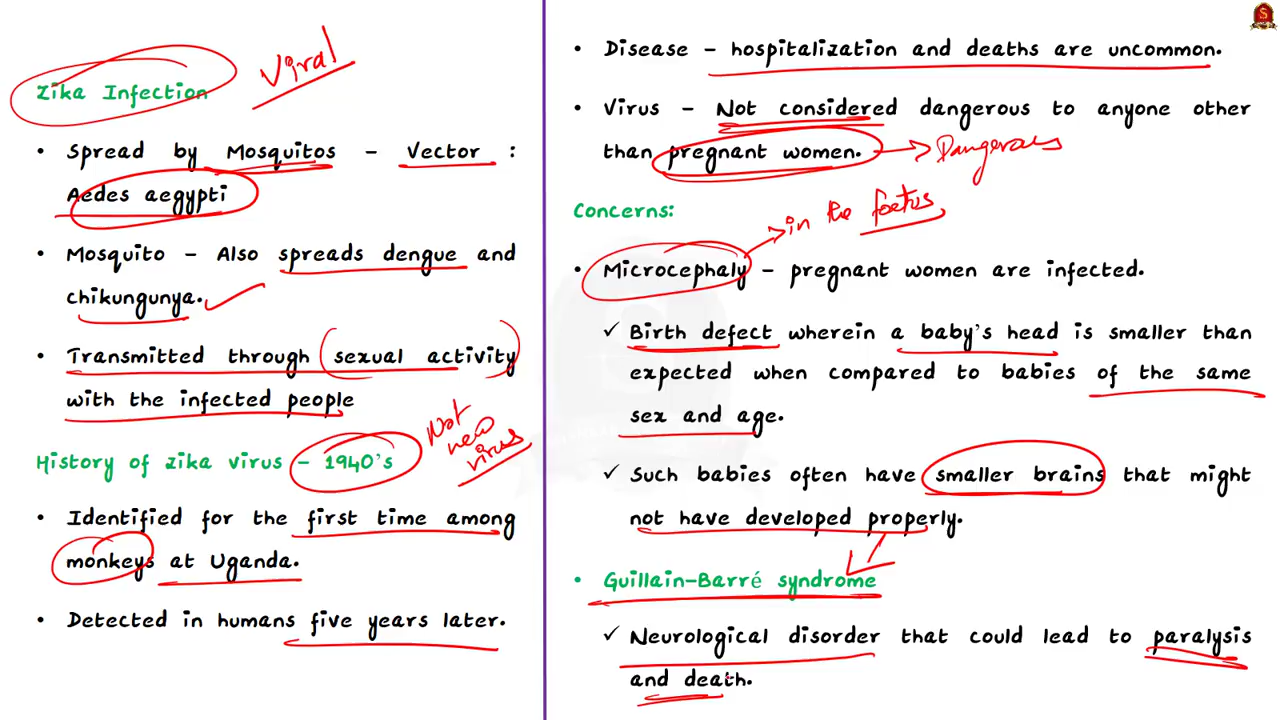 Zika Infection
Viral
• Spread by Mosquitos – Vector :
Aedes aegypti
• Mosquito – Also spreads dengue and
chikungunya.
• Transmitted through sexual activity
with the infected people
Not
new
virus
History of zika virus – 1940's
• Identified for the first time among
monkeys at Uganda.
• Detected in humans five years later.
• Disease – hospitalization and deaths are uncommon.
• Virus – Not considered dangerous to anyone other
than pregnant women.
Dangerous
Concerns:
in the foetus
• Microcephaly – pregnant women are infected.
✓ Birth defect wherein a baby's head is smaller than
expected when compared to babies of the same
sex and age.
✓ Such babies often have smaller brains that might
not have developed properly.
• Guillain-Barré syndrome
✓ Neurological disorder that could lead to paralysis
and death.
S